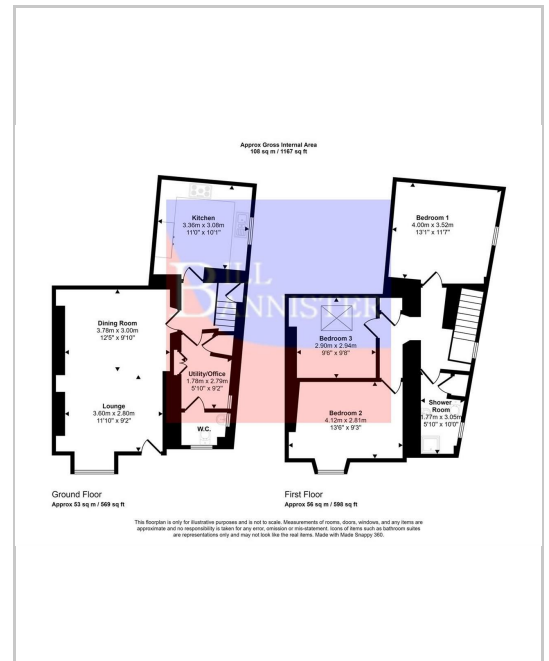 Approx Gross Internal Area
108 sq m / 1167 sq ft
Kitchen
3.36m x 3.08m
11'0" x 10'1"
Bedroom 1
4.00m x 3.52m
13'1" x 11'7"
BILL
BANNISTER
Dining Room
3.78m x 3.00m
12'5" x 9'10"
Bedroom 3
2.90m x 2.94m
9'6" x 9'8"
Utility/Office
1.78m x 2.79m
5'10" x 9'2"
Lounge
3.60m x 2.80m
11'10" x 9'2"
W.C.
Bedroom 2
4.12m x 2.81m
13'6" x 9'3"
Shower
Room
1.77m x 3.05m
5'10" x 10'0"
Ground Floor
Approx 53 sq m / 569 sq ft
First Floor
Approx 56 sq m / 598 sq ft
This floorplan is only for illustrative purposes and is not to scale. Measurements of rooms, doors, windows, and any items are
approximate and no responsibility is taken for any error, omission or mis-statement. Icons of items such as bathroom suites
are representations only and may not look like the real items. Made with Made Snappy 360.